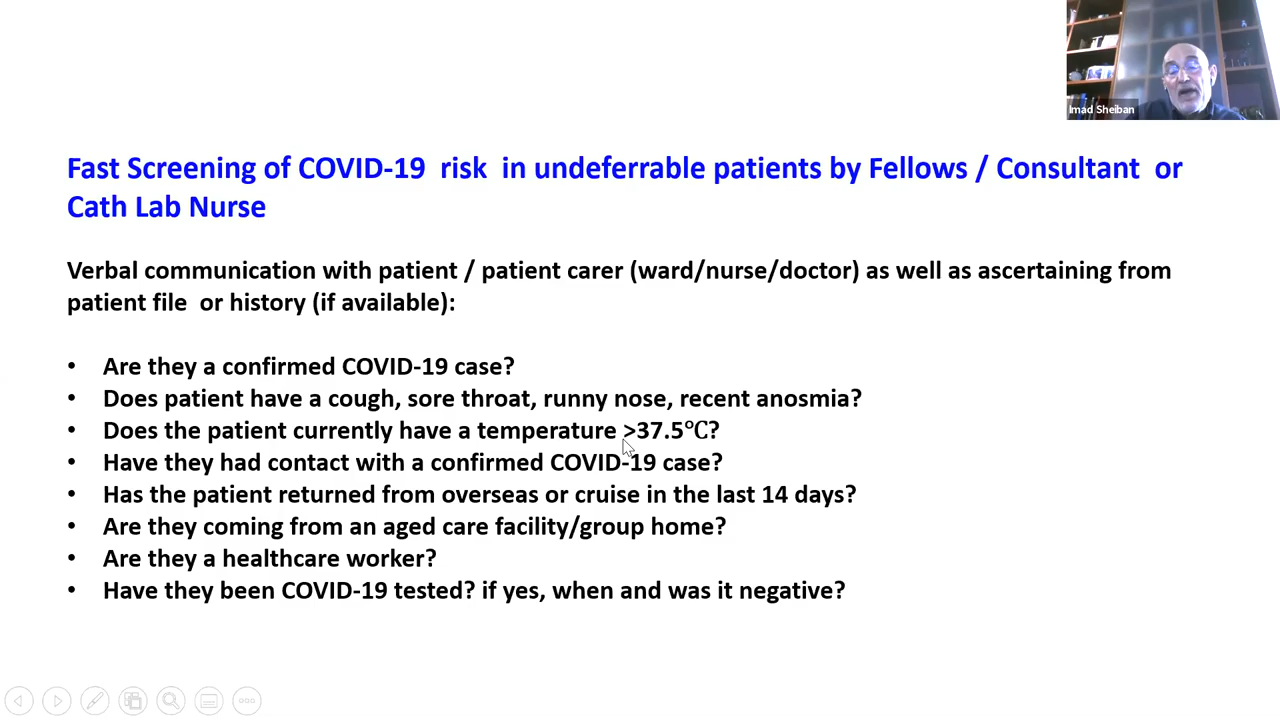 Imad Sheiban
Fast Screening of COVID-19 risk in undeferrable patients by Fellows / Consultant or
Cath Lab Nurse
Verbal communication with patient / patient carer (ward/nurse/doctor) as well as ascertaining from
patient file or history (if available):
• Are they a confirmed COVID-19 case?
• Does patient have a cough, sore throat, runny nose, recent anosmia?
• Does the patient currently have a temperature >37.5℃?
• Have they had contact with a confirmed COVID-19 case?
• Has the patient returned from overseas or cruise in the last 14 days?
• Are they coming from an aged care facility/group home?
• Are they a healthcare worker?
• Have they been COVID-19 tested? if yes, when and was it negative?